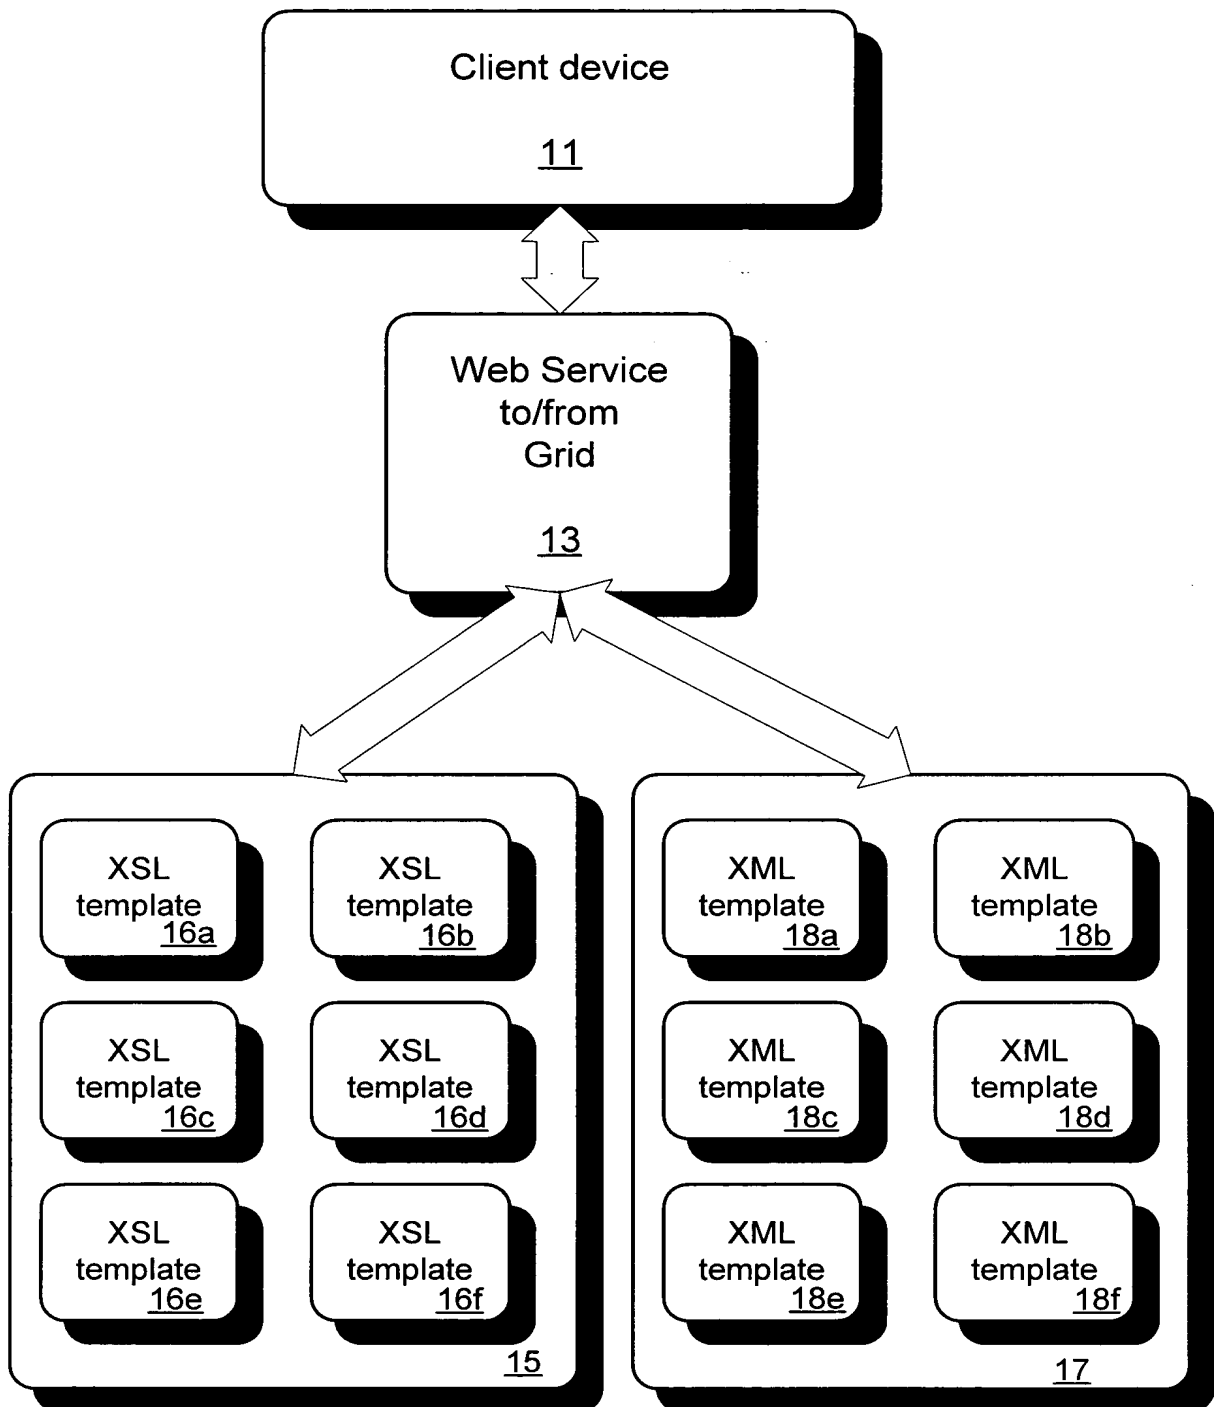 Client device
11
Web Service
to/from
Grid
13
XSL
template
16a
XSL
template
16b
XSL
template
16c
XSL
template
16d
XSL
template
16e
XSL
template
16f
15
XML
template
18a
XML
template
18b
XML
template
18c
XML
template
18d
XML
template
18e
XML
template
18f
17